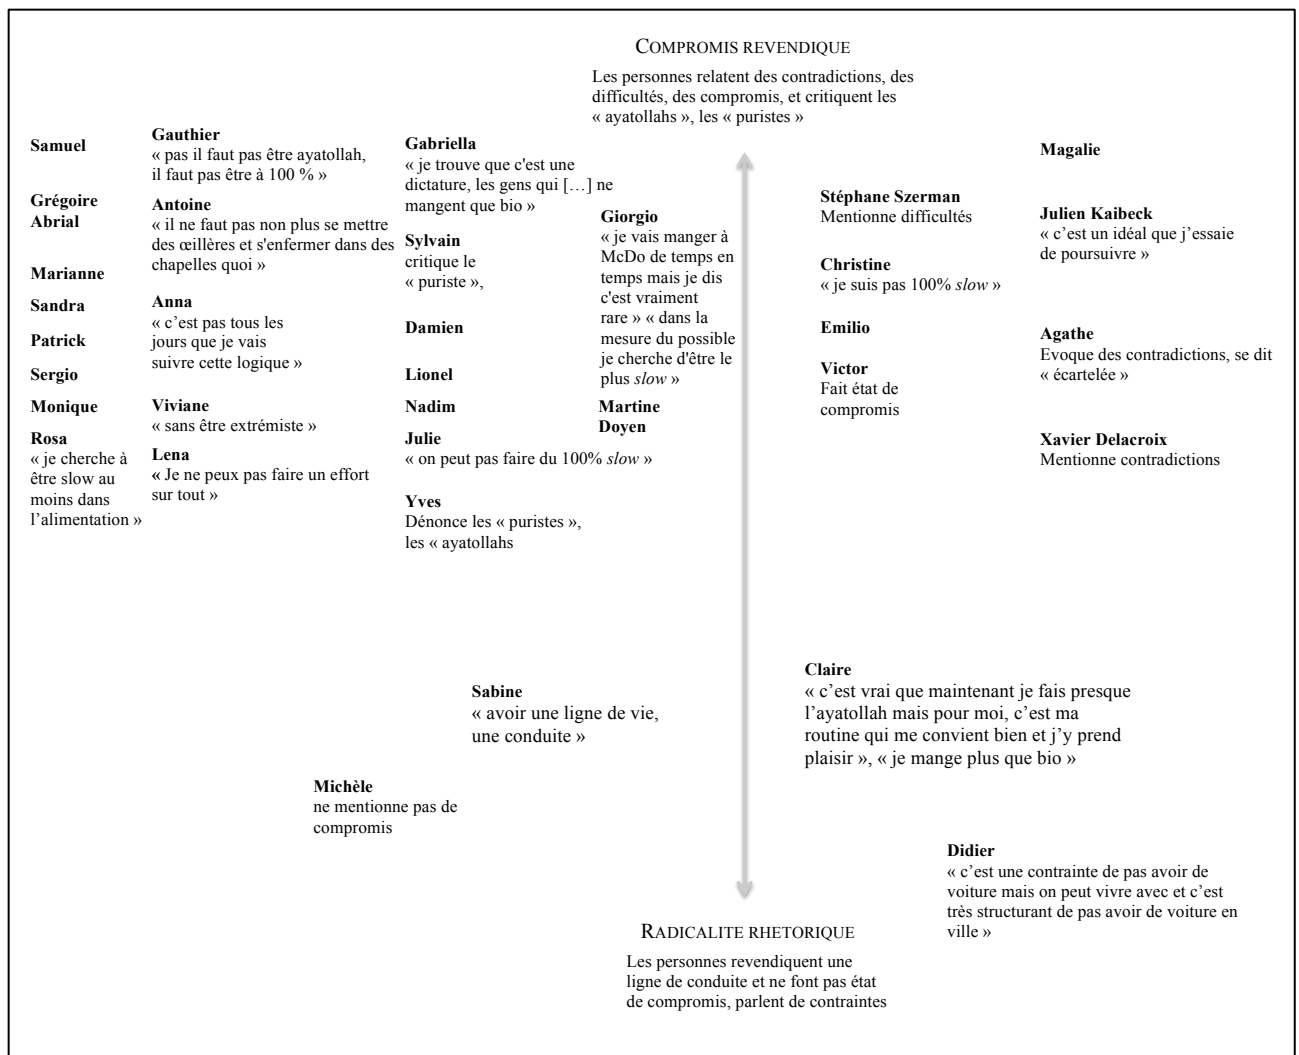 COMPROMIS REVENDIQUE
Les personnes relatent des contradictions, des
difficultés, des compromis, et critiquent les
« ayatollahs », les « puristes »
Samuel
Grégoire
Abrial
Marianne
Sandra
Patrick
Sergio
Monique
Rosa
« je cherche à
être slow au
moins dans
l’alimentation »
Gauthier
« pas il faut pas être ayatollah,
il faut pas être à 100 % »
Antoine
« il ne faut pas non plus se mettre
des œillères et s'enfermer dans des
chapelles quoi »
Anna
« c’est pas tous les
jours que je vais
suivre cette logique »
Viviane
« sans être extrémiste »
Lena
« Je ne peux pas faire un effort
sur tout »
Gabriella
« je trouve que c'est une
dictature, les gens qui […] ne
mangent que bio »
Sylvain
critique le
« puriste »,
Damien
Lionel
Nadim
Julie
« on peut pas faire du 100% slow »
Yves
Dénonce les « puristes »,
les « ayatollahs
Giorgio
« je vais manger à
McDo de temps en
temps mais je dis
c'est vraiment
rare » « dans la
mesure du possible
je cherche d'être le
plus slow »
Martine
Doyen
Stéphane Szerman
Mentionne difficultés
Christine
« je suis pas 100% slow »
Emilio
Victor
Fait état de
compromis
Magalie
Julien Kaibeck
« c’est un idéal que j’essaie
de poursuivre »
Agathe
Evoque des contradictions, se dit
« écartelée »
Xavier Delacroix
Mentionne contradictions
Sabine
« avoir une ligne de vie,
une conduite »
Claire
« c’est vrai que maintenant je fais presque
l’ayatollah mais pour moi, c’est ma
routine qui me convient bien et j’y prend
plaisir », « je mange plus que bio »
Michèle
ne mentionne pas de
compromis
Didier
« c’est une contrainte de pas avoir de
voiture mais on peut vivre avec et c’est
très structurant de pas avoir de voiture en
ville »
RADICALITE RHETORIQUE
Les personnes revendiquent une
ligne de conduite et ne font pas état
de compromis, parlent de contraintes